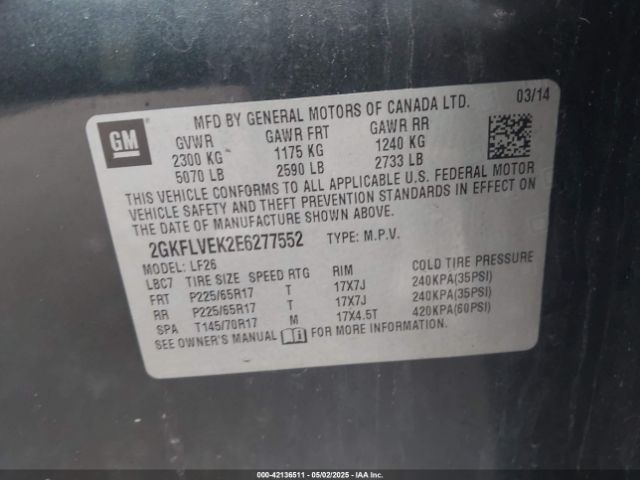 GM
MFD BY GENERAL MOTORS OF CANADA LTD. 03/14
GVWR GAWR FRT GAWR RR
2300 KG 1175 KG 1240 KG
5070 LB 2590 LB 2733 LB
THIS VEHICLE CONFORMS TO ALL APPLICABLE U.S. FEDERAL MOTOR
VEHICLE SAFETY AND THEFT PREVENTION STANDARDS IN EFFECT ON
THE DATE OF MANUFACTURE SHOWN ABOVE.
2GKFLVEK2E6277552 TYPE: M.P.V.
MODEL: LF26
LBC7 TIRE SIZE SPEED RTG RIM COLD TIRE PRESSURE
FRT P225/65R17 T 17X7J 240KPA(35PSI)
RR P225/65R17 T 17X7J 240KPA(35PSI)
SPA T145/70R17 M 17X4.5T 420KPA(60PSI)
SEE OWNER'S MANUAL FOR MORE INFORMATION.
000-42136511 - 05/02/2025 - IAAI.com